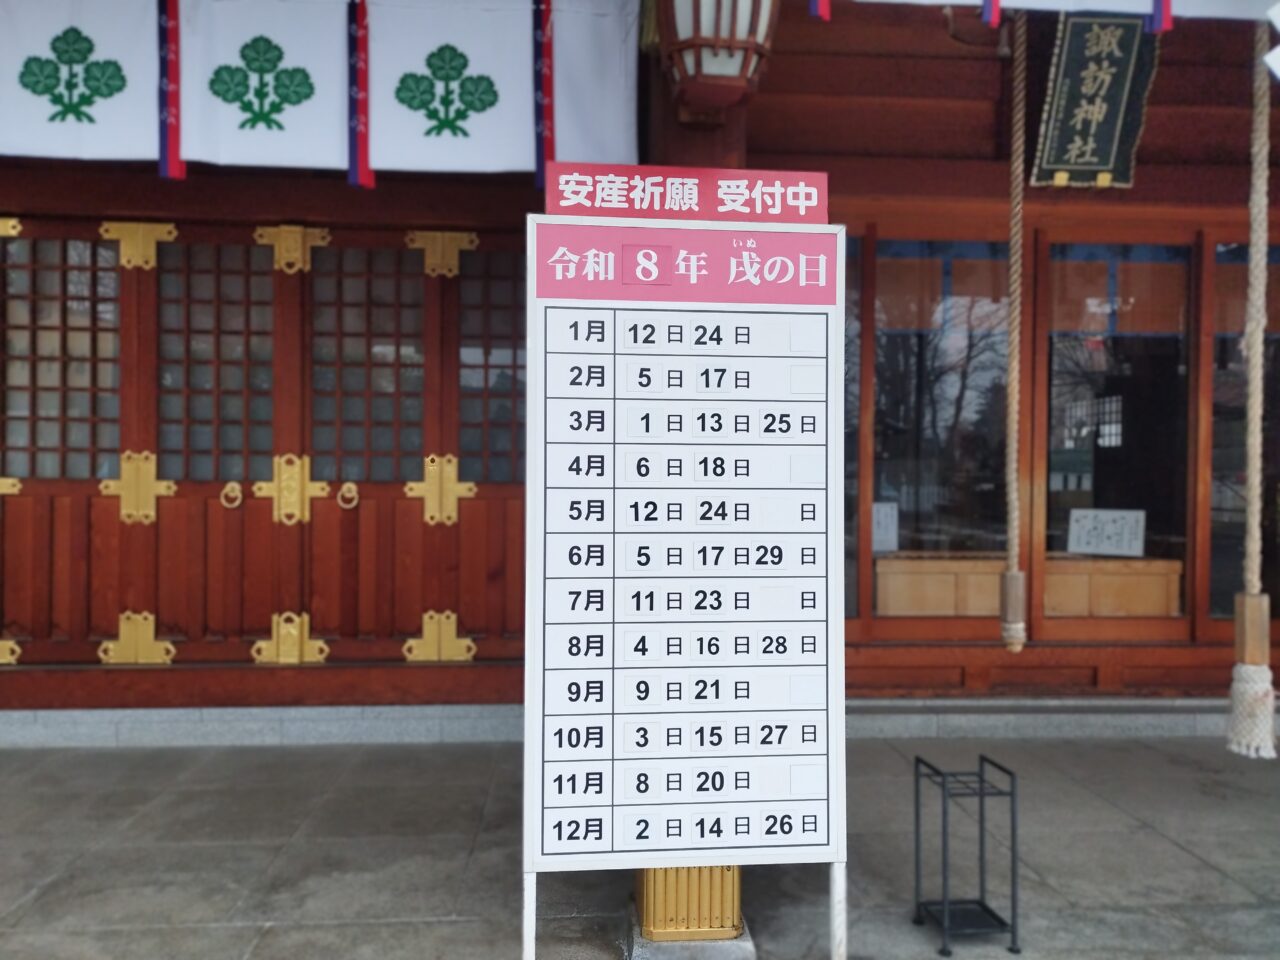 諏訪神社
安産祈願 受付中
いぬ
令和 8 年 戌の日
1月 12日 24日
2月 5日 17日
3月 1日 13日 25日
4月 6日 18日
5月 12日 24日 日
6月 5日 17日 29日
7月 11日 23日 日
8月 4日 16日 28日
9月 9日 21日
10月 3日 15日 27日
11月 8日 20日
12月 2日 14日 26日